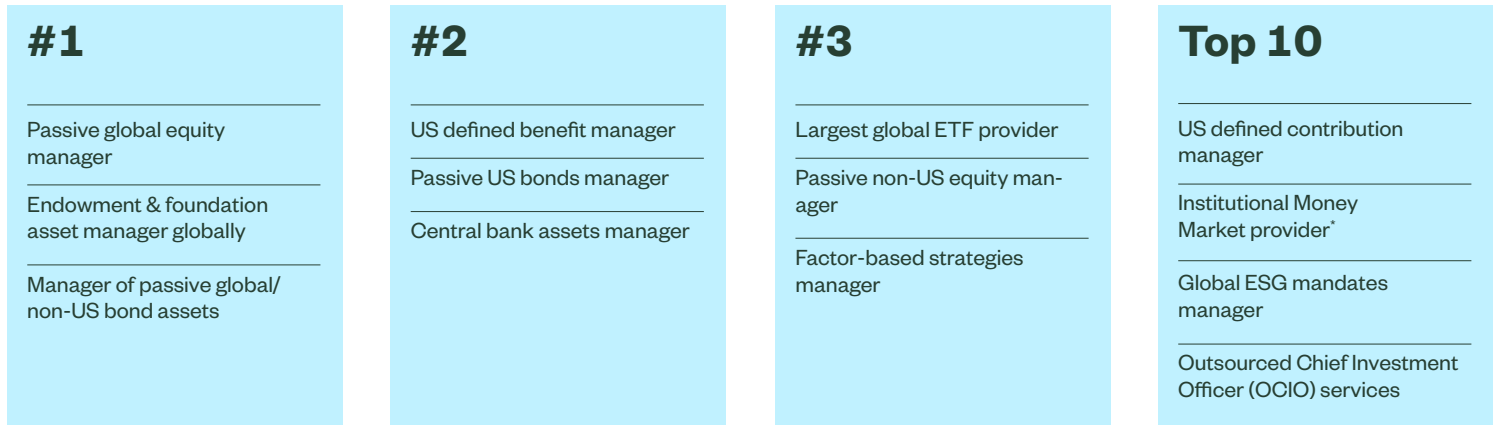 #1
Passive global equity
manager
Endowment & foundation
asset manager globally
Manager of passive global/
non-US bond assets
#2
US defined benefit manager
Passive US bonds manager
Central bank assets manager
#3
Largest global ETF provider
Passive non-US equity man-
ager
Factor-based strategies
manager
Top 10
US defined contribution
manager
Institutional Money
Market provider*
Global ESG mandates
manager
Outsourced Chief Investment
Officer (OCIO) services